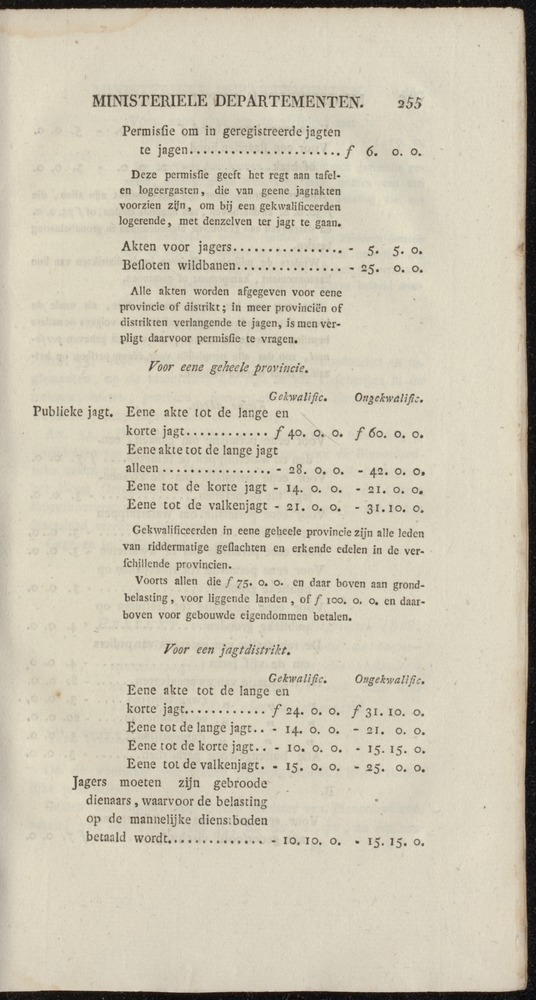 MINISTERIELE DEPARTEMENTEN. 255
Permisſie om in geregistreerde jagten
te jagen...................... ƒ 6. 0. 0.
Deze permisſie geeft het regt aan tafel-
en logeergasten, die van geene jagtakten
voorzien zijn, om bij een gekwalificeerden
logerende, met denzelven ter jagt te gaan.
Akten voor jagers................ - 5. 5. 0.
Beſloten wildbanen............... - 25. 0. 0.
Alle akten worden afgegeven voor eene
provincie of distrikt; in meer provinciën of
distrikten verlangende te jagen, is men ver-
pligt daarvoor permisſie te vragen.
Voor eene geheele provincie.
Gekwalific. Ongekwalific.
Publieke jagt. Eene akte tot de lange en
korte jagt............ ƒ 40. 0. 0. ƒ 60. 0. 0.
Eene akte tot de lange jagt
alleen ................ - 28. 0. 0. - 42. 0. 0.
Eene tot de korte jagt - 14. 0. 0. - 21. 0. 0.
Eene tot de valkenjagt - 21. 0. 0. - 31. 10. 0.
Gekwalificeerden in eene geheele provincie zijn alle leden
van riddermatige geſlachten en erkende edelen in de ver-
ſchillende provincien.
Voorts allen die ƒ 75. 0. 0. en daar boven aan grond-
belasting, voor liggende landen, of ƒ 100. 0. 0. en daar-
boven voor gebouwde eigendommen betalen.
Voor een jagtdistrikt.
Gekwalific. Ongekwalific.
Eene akte tot de lange en
korte jagt............ ƒ 24. 0. 0. ƒ 31. 10. 0.
Eene tot de lange jagt.. - 14. 0. 0. - 21. 0. 0.
Eene tot de korte jagt.. - 10. 0. 0. - 15. 15. 0.
Eene tot de valkenjagt. - 15. 0. 0. - 25. 0. 0.
Jagers moeten zijn gebroode
dienaars, waarvoor de belasting
op de mannelijke dienstboden
betaald wordt.............. - 10. 10. 0. - 15. 15. 0.